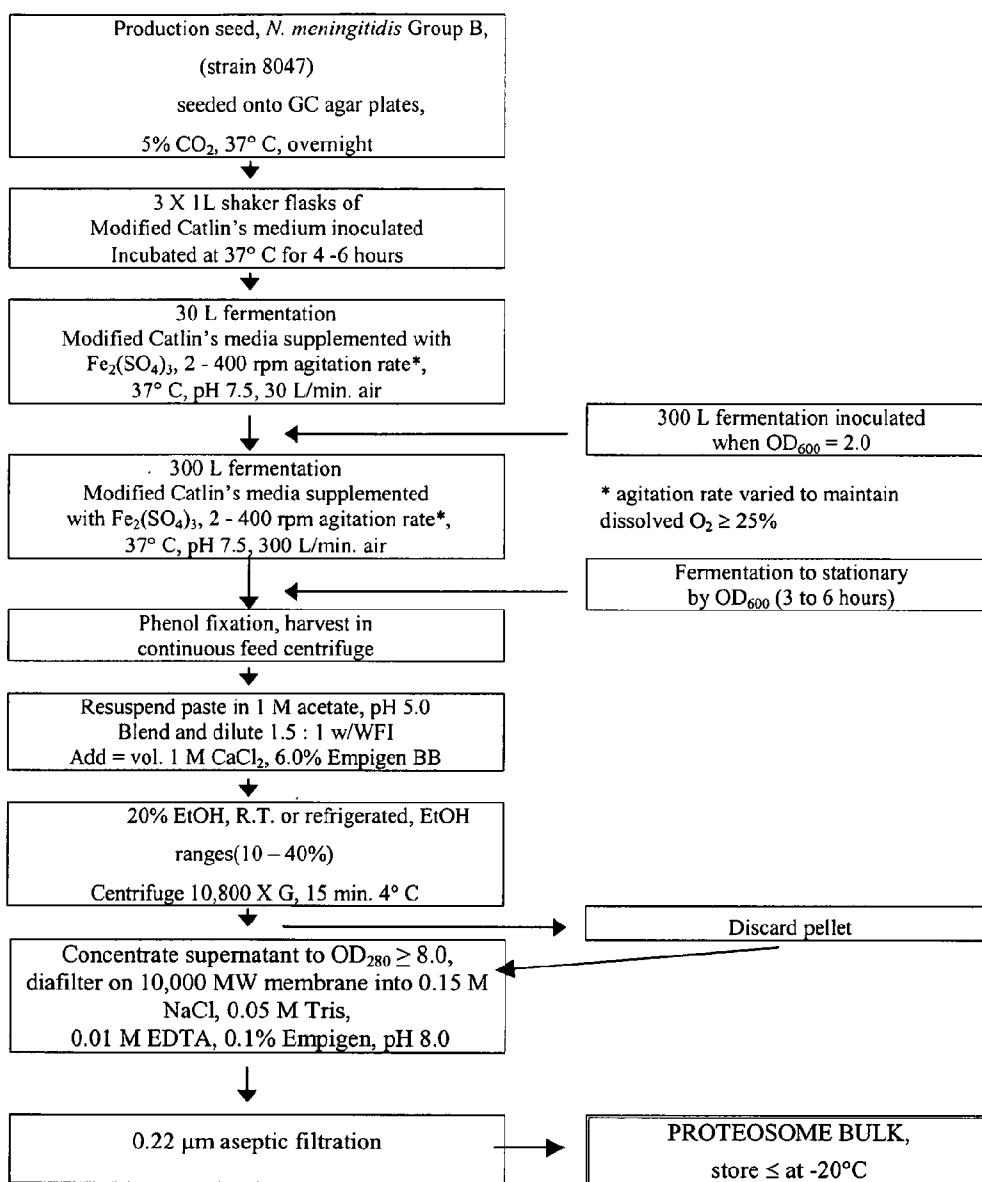 Production seed, N. meningitidis Group B,
(strain 8047)
seeded onto GC agar plates,
5% CO₂, 37° C, overnight
3 X 1L shaker flasks of
Modified Catlin's medium inoculated
Incubated at 37° C for 4 -6 hours
30 L fermentation
Modified Catlin's media supplemented with
Fe₂(SO₄)₃, 2 - 400 rpm agitation rate*,
37° C, pH 7.5, 30 L/min. air
300 L fermentation inoculated
when OD₆₀₀ = 2.0
300 L fermentation
Modified Catlin's media supplemented
with Fe₂(SO₄)₃, 2 - 400 rpm agitation rate*,
37° C, pH 7.5, 300 L/min. air
* agitation rate varied to maintain
dissolved O₂ ≥ 25%
Fermentation to stationary
by OD₆₀₀ (3 to 6 hours)
Phenol fixation, harvest in
continuous feed centrifuge
Resuspend paste in 1 M acetate, pH 5.0
Blend and dilute 1.5 : 1 w/WFI
Add = vol. 1 M CaCl₂, 6.0% Empigen BB
20% EtOH, R.T. or refrigerated, EtOH
ranges(10 – 40%)
Centrifuge 10,800 X G, 15 min. 4° C
Discard pellet
Concentrate supernatant to OD₂₈₀ ≥ 8.0,
diafilter on 10,000 MW membrane into 0.15 M
NaCl, 0.05 M Tris,
0.01 M EDTA, 0.1% Empigen, pH 8.0
0.22 μm aseptic filtration
PROTEOSOME BULK,
store ≤ at -20°C